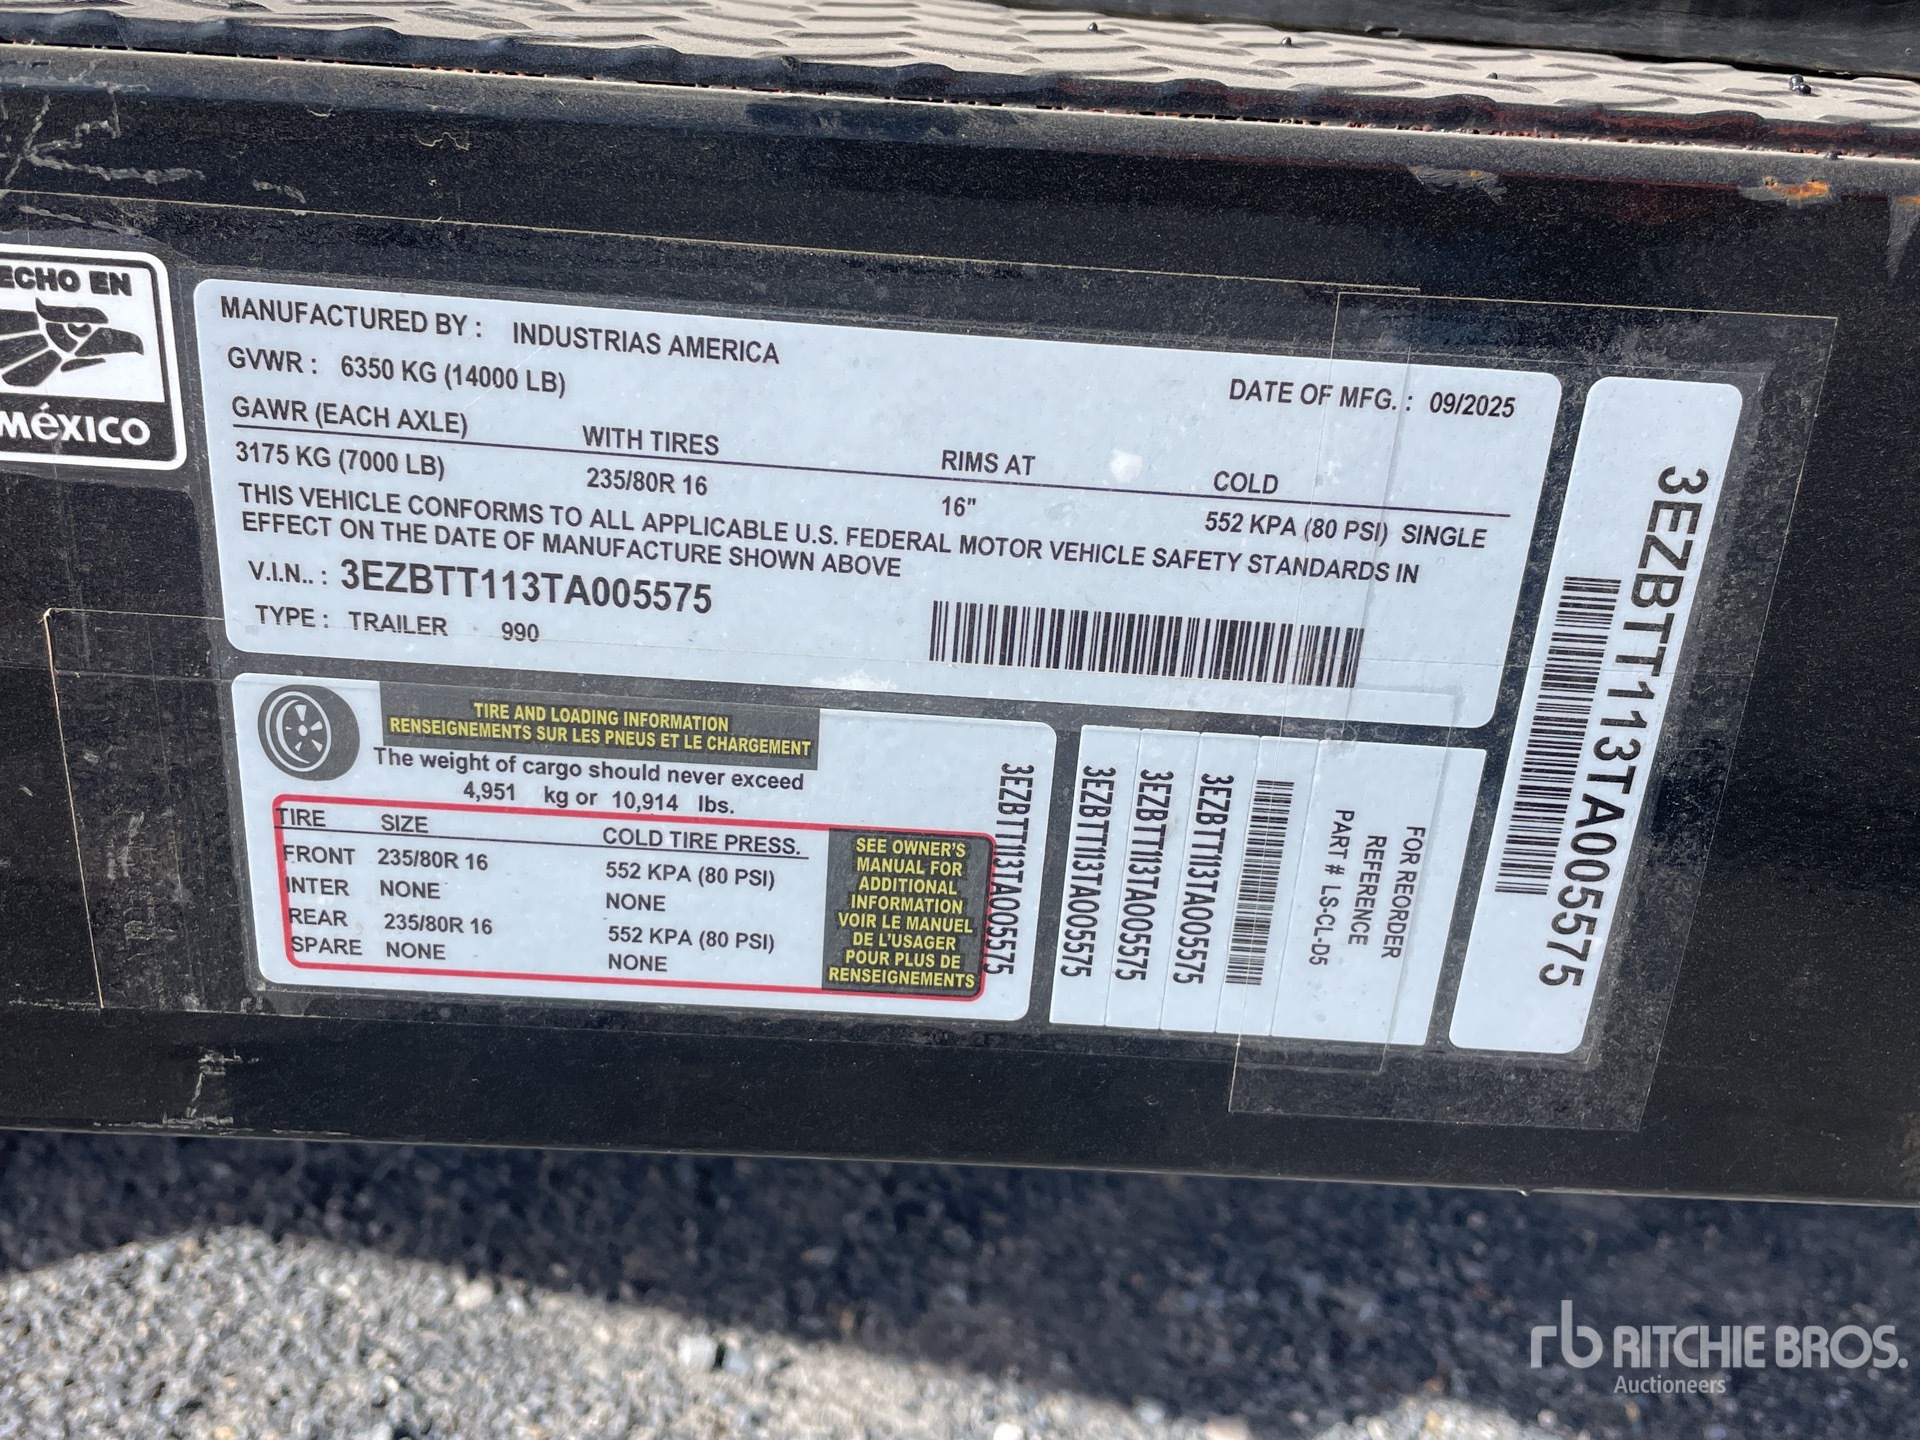 ECHO EN
MéXICO
MANUFACTURED BY : INDUSTRIAS AMERICA
GVWR : 6350 KG (14000 LB)
DATE OF MFG. : 09/2025
GAWR (EACH AXLE) WITH TIRES RIMS AT COLD
3175 KG (7000 LB) 235/80R 16 16" 552 KPA (80 PSI) SINGLE
THIS VEHICLE CONFORMS TO ALL APPLICABLE U.S. FEDERAL MOTOR VEHICLE SAFETY STANDARDS IN
EFFECT ON THE DATE OF MANUFACTURE SHOWN ABOVE
V.I.N.. : 3EZBTT113TA005575
TYPE : TRAILER 990
3EZBTT113TA005575
TIRE AND LOADING INFORMATION
RENSEIGNEMENTS SUR LES PNEUS ET LE CHARGEMENT
The weight of cargo should never exceed
4,951 kg or 10,914 lbs.
TIRE SIZE COLD TIRE PRESS.
FRONT 235/80R 16 552 KPA (80 PSI)
INTER NONE NONE
REAR 235/80R 16 552 KPA (80 PSI)
SPARE NONE NONE
SEE OWNER'S
MANUAL FOR
ADDITIONAL
INFORMATION
VOIR LE MANUEL
DE L'USAGER
POUR PLUS DE
RENSEIGNEMENTS
3EZBTT113TA005575
3EZBTT113TA005575
3EZBTT113TA005575
3EZBTT113TA005575
FOR REORDER
REFERENCE
PART # LS-CL-D5
rb RITCHIE BROS.
Auctioneers